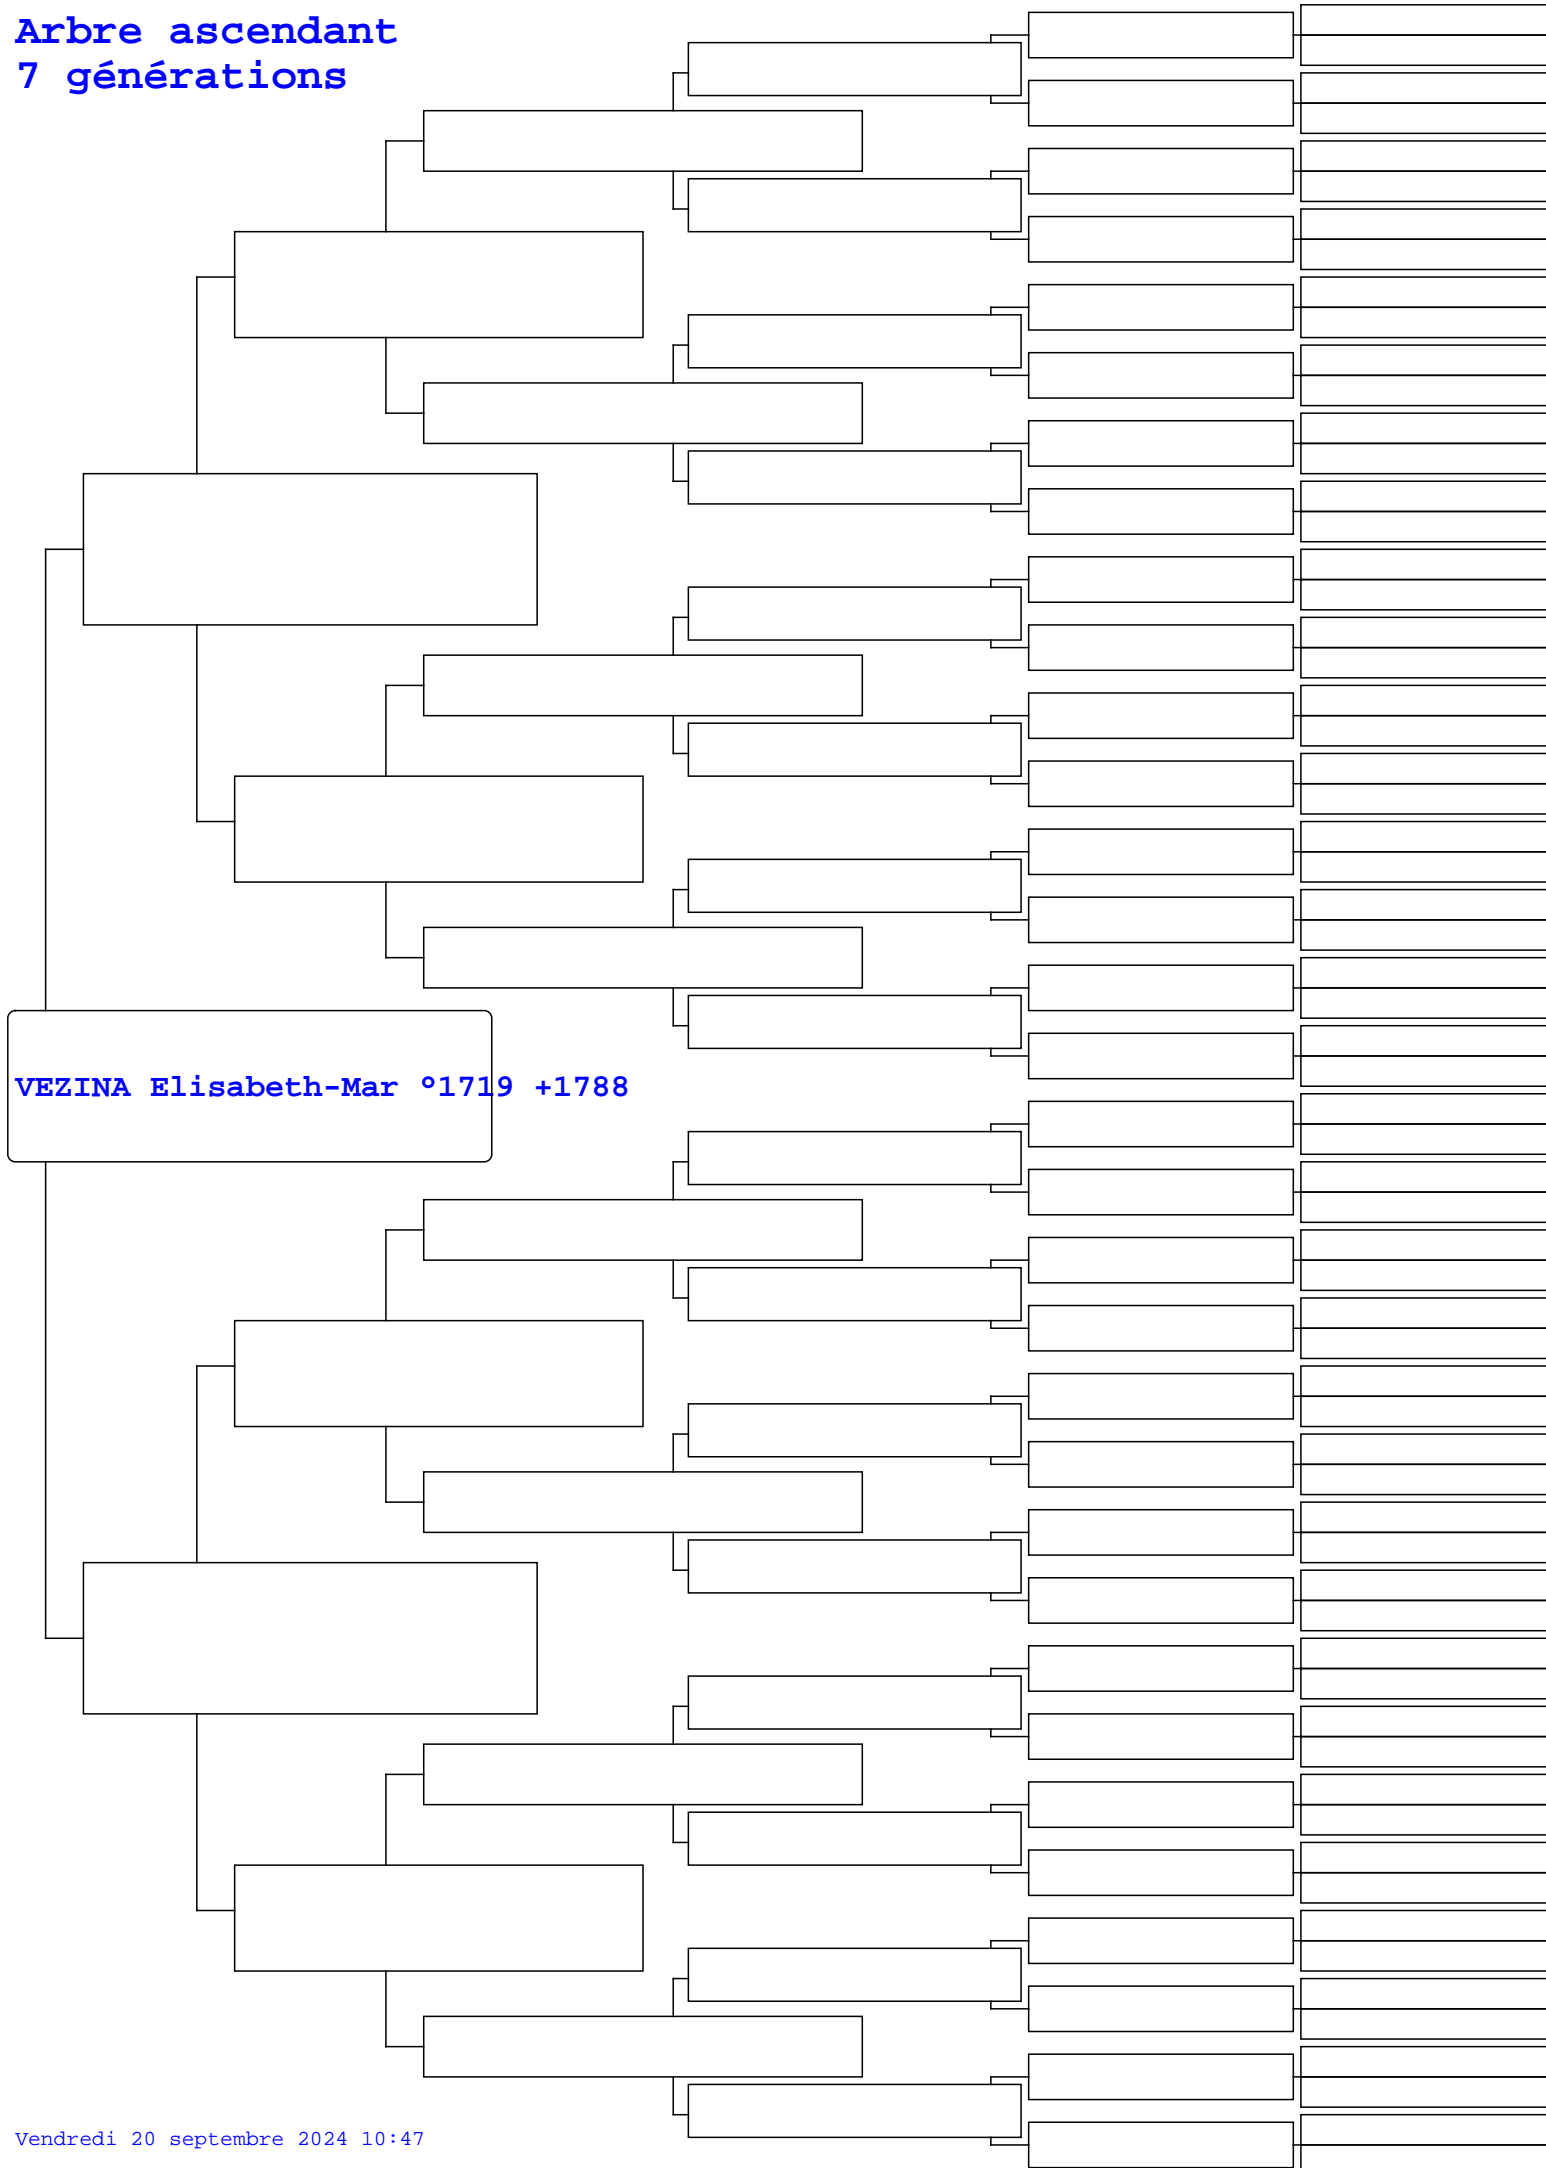 Arbre ascendant
7 générations
VEZINA Elisabeth-Mar °1719 +1788
Vendredi 20 septembre 2024 10:47